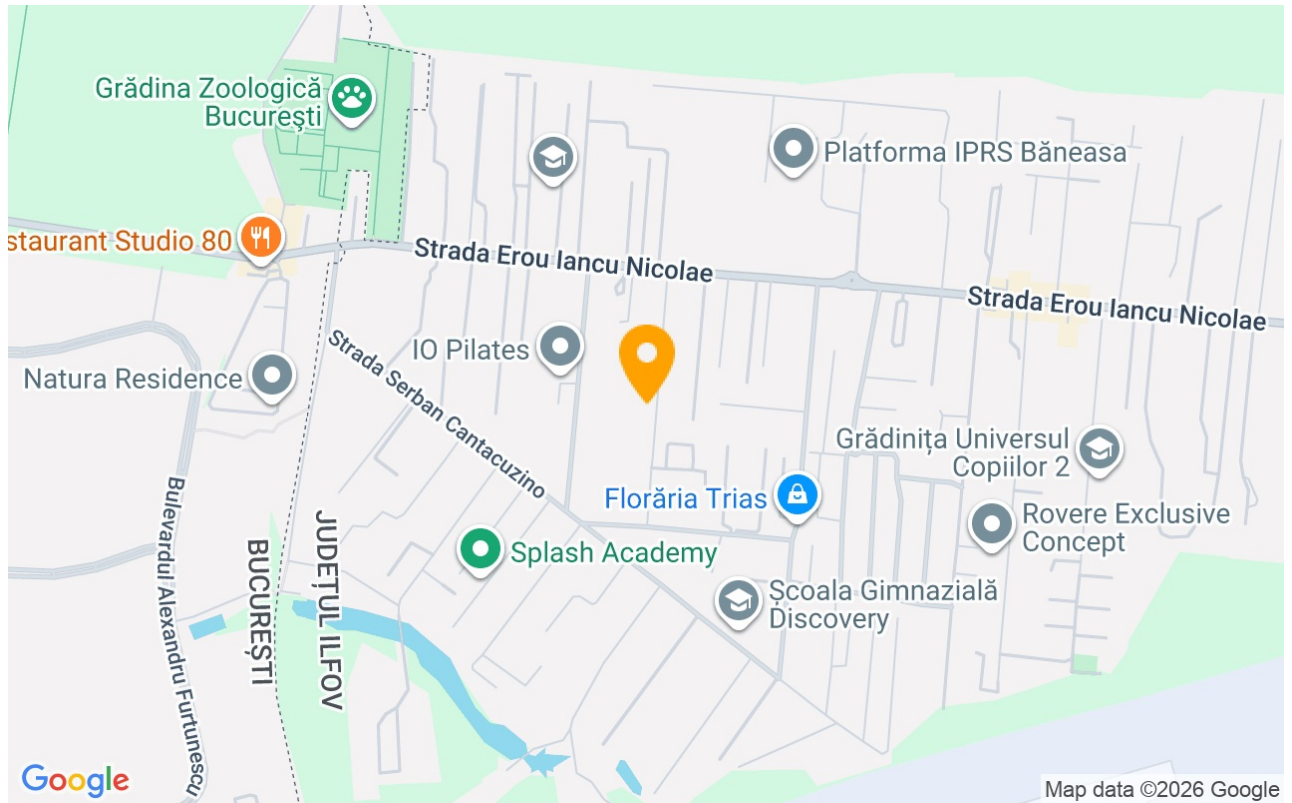 Grădina Zoologică
București
Platforma IPRS Băneasa
staurant Studio 80
Strada Erou Iancu Nicolae
Strada Erou Iancu Nicolae
IO Pilates
Natura Residence
Strada Serban Cantacuzino
Grădinița Universul
Copiilor 2
Florăria Trias
Rovere Exclusive
Concept
Splash Academy
Școala Gimnazială
Discovery
Bulevardul Alexandru Furtunescu
BUCUREȘTI
JUDEȚUL ILFOV
Google
Map data ©2026 Google